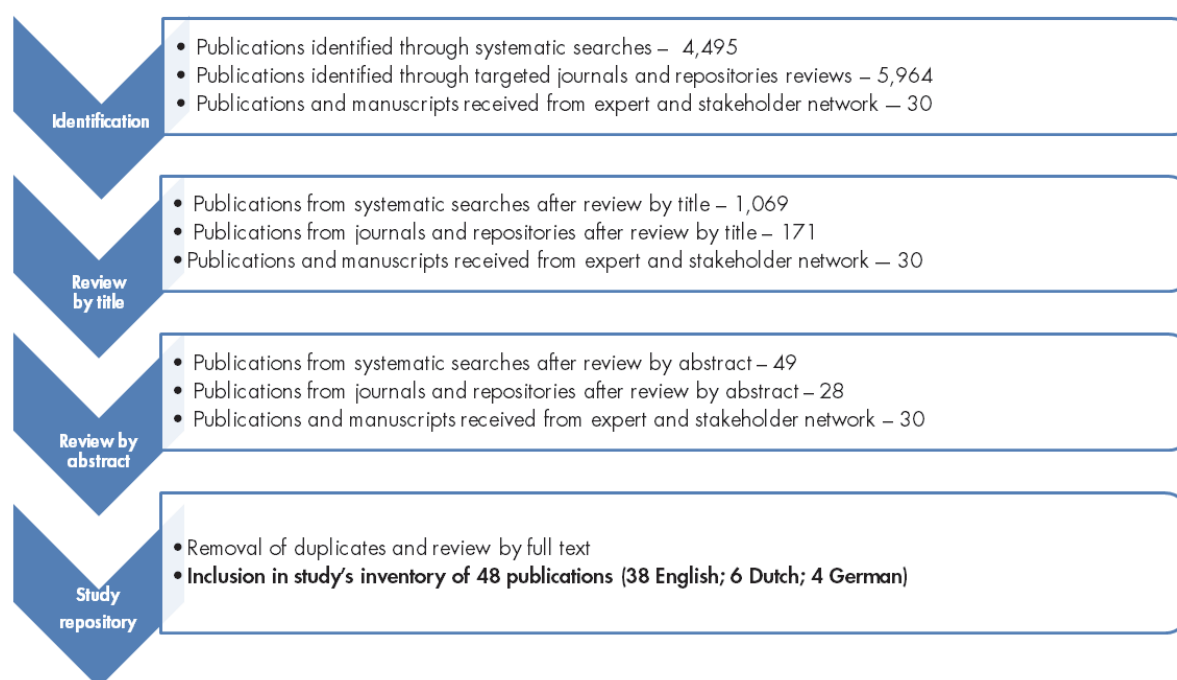 • Publications identified through systematic searches – 4,495
• Publications identified through targeted journals and repositories reviews – 5,964
• Publications and manuscripts received from expert and stakeholder network — 30
Identification
• Publications from systematic searches after review by title – 1,069
• Publications from journals and repositories after review by title – 171
• Publications and manuscripts received from expert and stakeholder network — 30
Review
by title
• Publications from systematic searches after review by abstract – 49
• Publications from journals and repositories after review by abstract – 28
• Publications and manuscripts received from expert and stakeholder network – 30
Review by
abstract
• Removal of duplicates and review by full text
• Inclusion in study's inventory of 48 publications (38 English; 6 Dutch; 4 German)
Study
repository